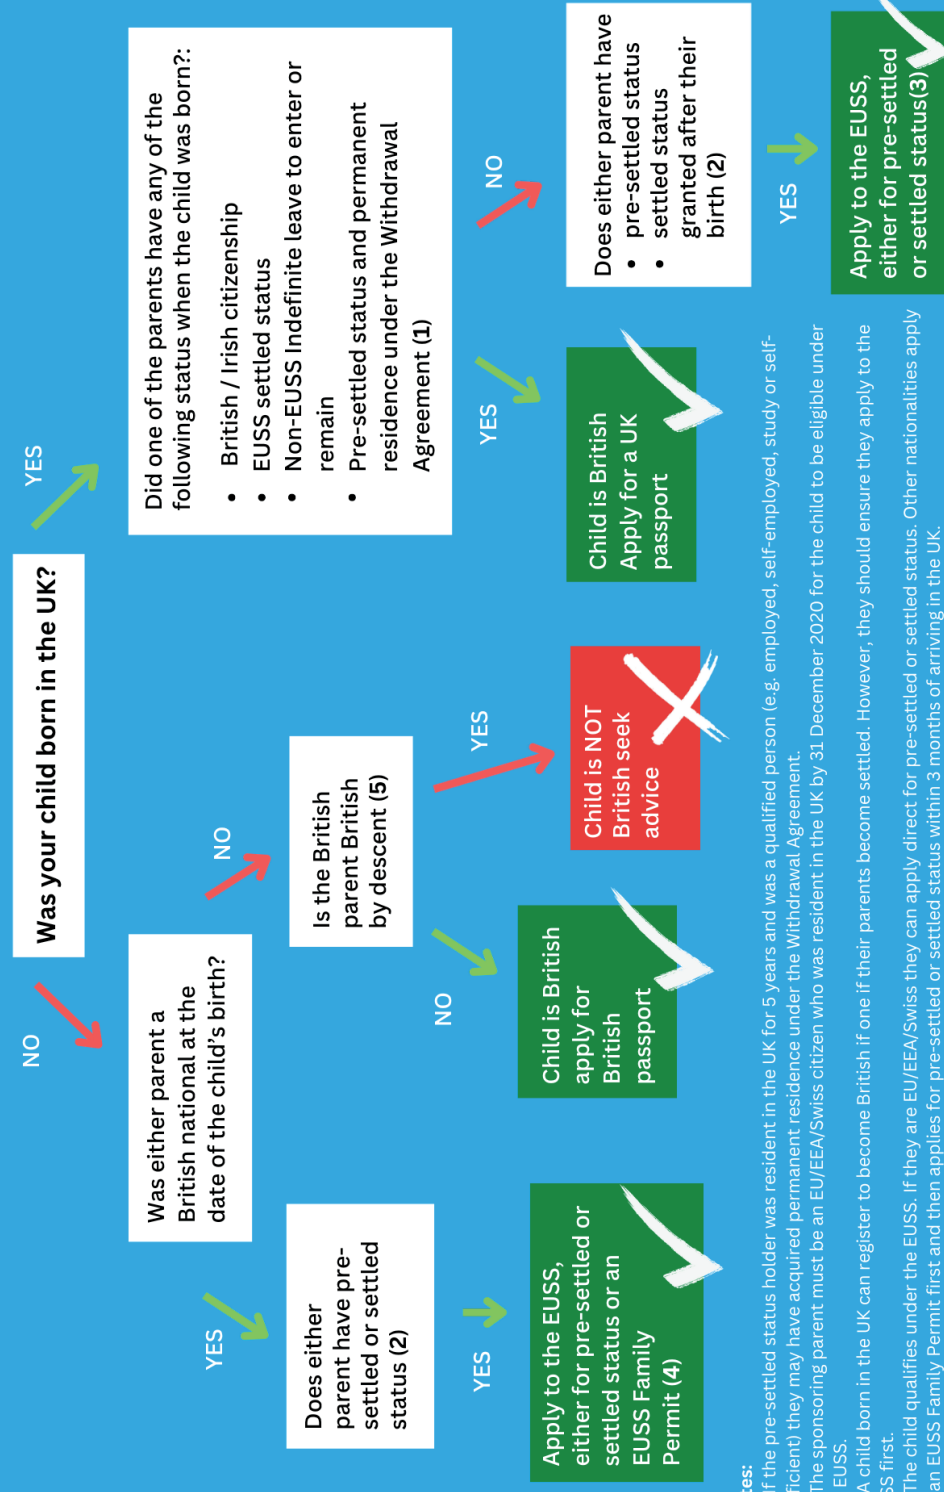 Was your child born in the UK?
NO
YES
Was either parent a
British national at the
date of the child's birth?
Did one of the parents have any of the
following status when the child was born?:
• British / Irish citizenship
• EUSS settled status
• Non-EUSS Indefinite leave to enter or
remain
• Pre-settled status and permanent
residence under the Withdrawal
Agreement (1)
YES
NO
YES
NO
Does either
parent have pre-
settled or settled
status (2)
Is the British
parent British
by descent (5)
Does either parent have
• pre-settled status
• settled status
granted after their
birth (2)
YES
NO
YES
YES
Apply to the EUSS,
either for pre-settled or
settled status or an
EUSS Family
Permit (4)
Child is British
apply for
British
passport
Child is NOT
British seek
advice
Child is British
Apply for a UK
passport
Apply to the EUSS,
either for pre-settled
or settled status(3)
tes:
If the pre-settled status holder was resident in the UK for 5 years and was a qualified person (e.g. employed, self-employed, study or self-
ficient) they may have acquired permanent residence under the Withdrawal Agreement.
The sponsoring parent must be an EU/EEA/Swiss citizen who was resident in the UK by 31 December 2020 for the child to be eligible under
EUSS.
A child born in the UK can register to become British if one if their parents become settled. However, they should ensure they apply to the
SS first.
The child qualifies under the EUSS. If they are EU/EEA/Swiss they can apply direct for pre-settled or settled status. Other nationalities apply
an EUSS Family Permit first and then applies for pre-settled or settled status within 3 months of arriving in the UK.